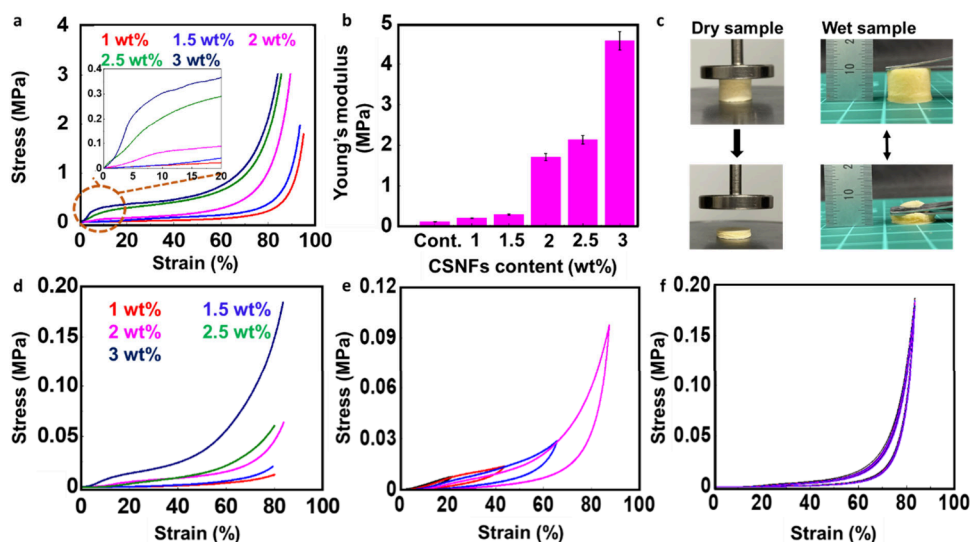 a
4
3
2
1
0
Stress (MPa)
0 20 40 60 80 100
Strain (%)
1 wt% 1.5 wt% 2 wt%
2.5 wt% 3 wt%
0.4
0.3
0.2
0.1
0
0 5 10 15 20
b
5
4
3
2
1
0
Young's modulus
(MPa)
Cont. 1 1.5 2 2.5 3
CSNFs content (wt%)
c
Dry sample Wet sample
2
10
2
10
d
0.20
0.15
0.10
0.05
0
Stress (MPa)
0 20 40 60 80 100
Strain (%)
1 wt% 1.5 wt%
2 wt% 2.5 wt%
3 wt%
e
0.12
0.09
0.06
0.03
0
Stress (MPa)
0 20 40 60 80 100
Strain (%)
f
0.20
0.15
0.10
0.05
0
Stress (MPa)
0 20 40 60 80 100
Strain (%)